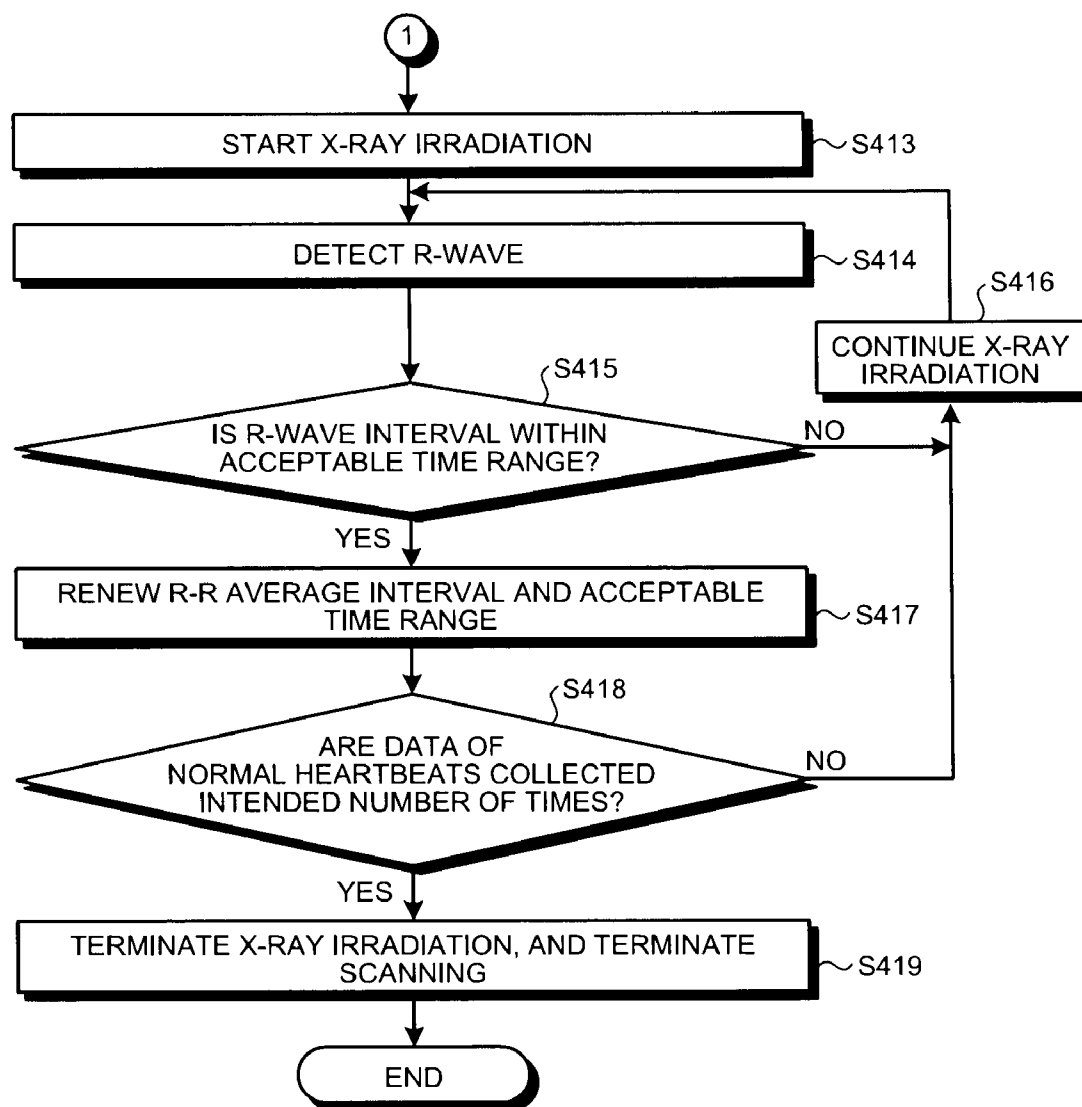 1
START X-RAY IRRADIATION
S413
DETECT R-WAVE
S414
S416
CONTINUE X-RAY
IRRADIATION
S415
IS R-WAVE INTERVAL WITHIN
ACCEPTABLE TIME RANGE?
NO
YES
RENEW R-R AVERAGE INTERVAL AND ACCEPTABLE
TIME RANGE
S417
S418
ARE DATA OF
NORMAL HEARTBEATS COLLECTED
INTENDED NUMBER OF TIMES?
NO
YES
TERMINATE X-RAY IRRADIATION, AND TERMINATE
SCANNING
S419
END